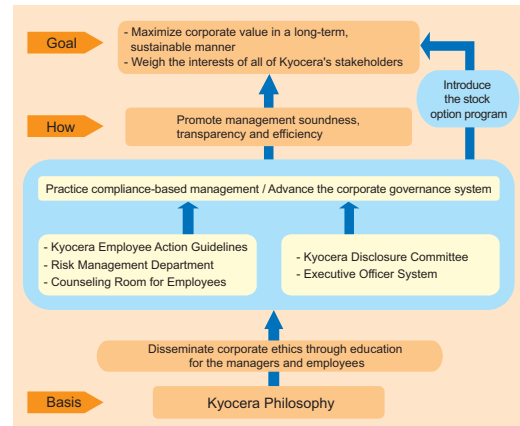 Goal
- Maximize corporate value in a long-term,
sustainable manner
- Weigh the interests of all of Kyocera's stakeholders
Introduce
the stock
option program
How
Promote management soundness,
transparency and efficiency
Practice compliance-based management / Advance the corporate governance system
- Kyocera Employee Action Guidelines
- Risk Management Department
- Counseling Room for Employees
- Kyocera Disclosure Committee
- Executive Officer System
Disseminate corporate ethics through education
for the managers and employees
Basis
Kyocera Philosophy